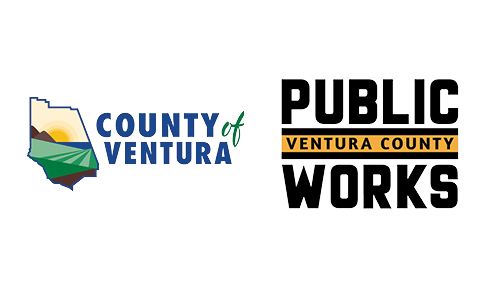 COUNTY of
VENTURA
PUBLIC
VENTURA COUNTY
WORKS